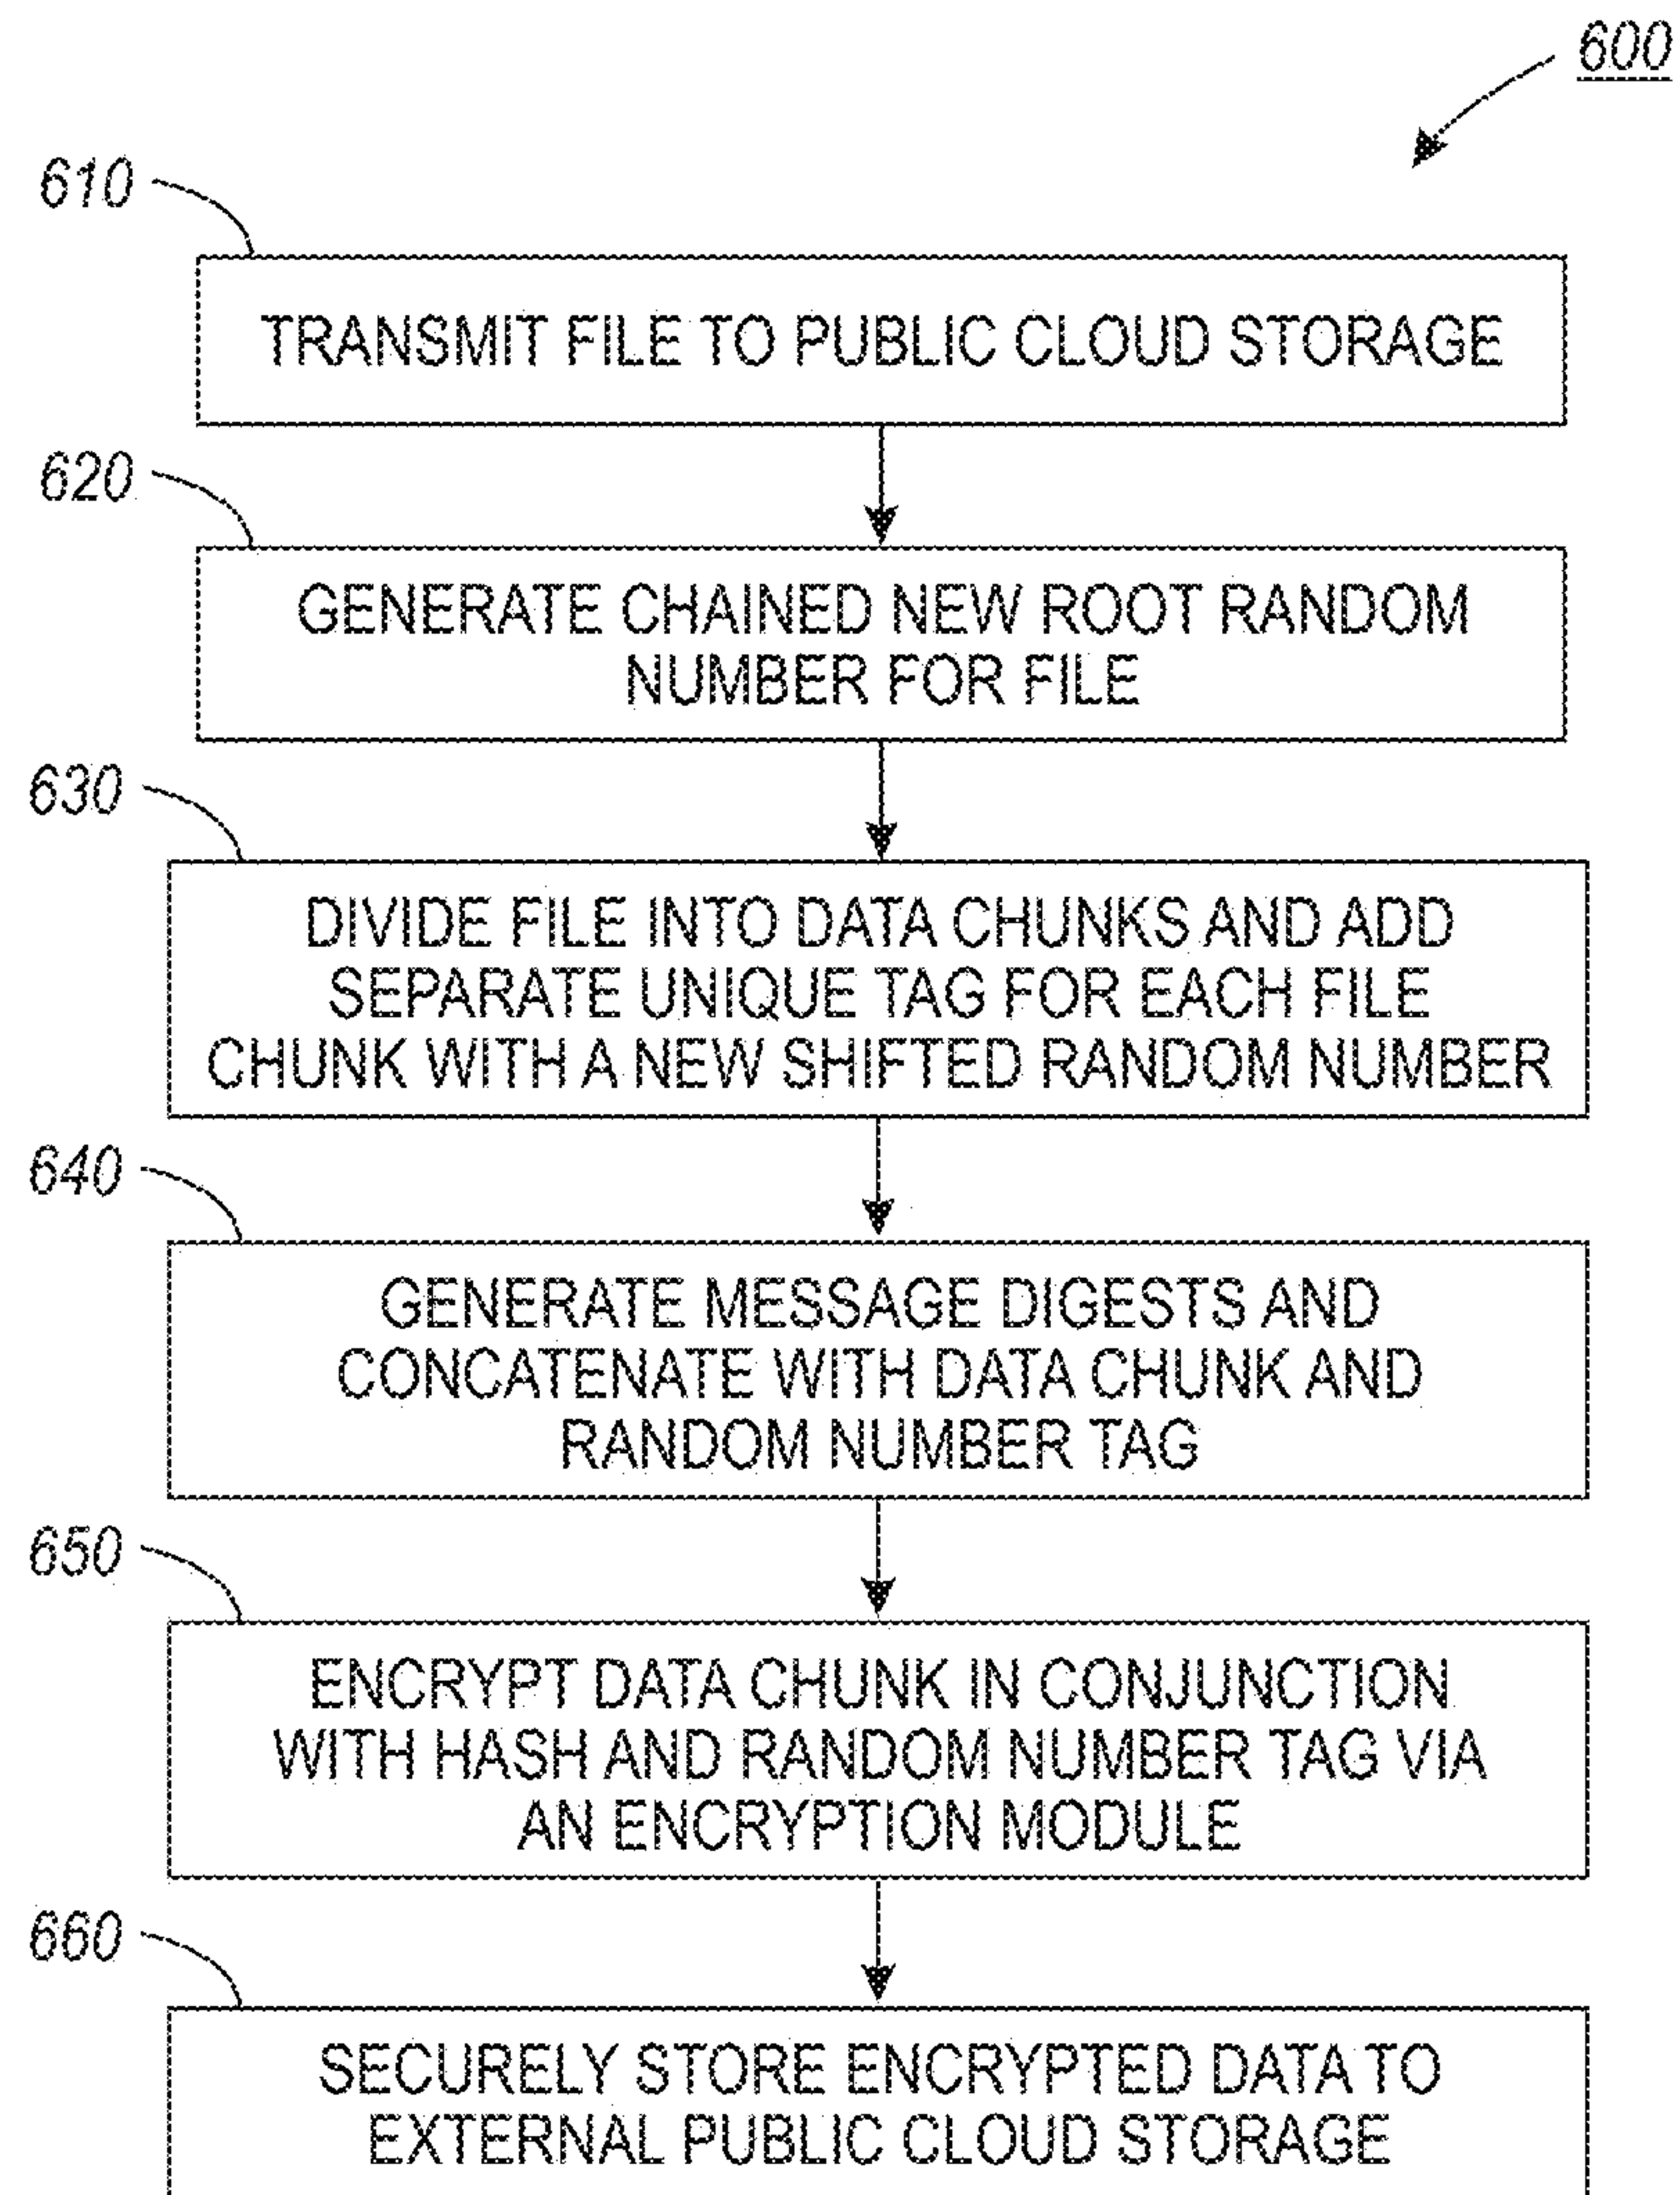 600
610
TRANSMIT FILE TO PUBLIC CLOUD STORAGE
620
GENERATE CHAINED NEW ROOT RANDOM
NUMBER FOR FILE
630
DIVIDE FILE INTO DATA CHUNKS AND ADD
SEPARATE UNIQUE TAG FOR EACH FILE
CHUNK WITH A NEW SHIFTED RANDOM NUMBER
640
GENERATE MESSAGE DIGESTS AND
CONCATENATE WITH DATA CHUNK AND
RANDOM NUMBER TAG
650
ENCRYPT DATA CHUNK IN CONJUNCTION
WITH HASH AND RANDOM NUMBER TAG VIA
AN ENCRYPTION MODULE
660
SECURELY STORE ENCRYPTED DATA TO
EXTERNAL PUBLIC CLOUD STORAGE